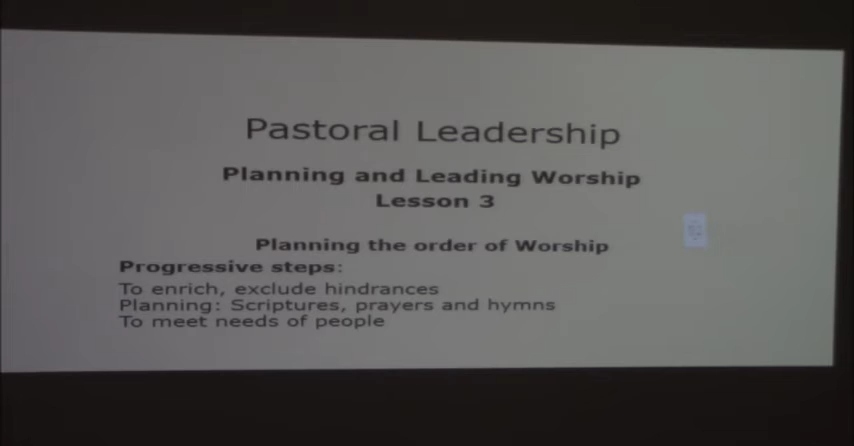 Pastoral Leadership
Planning and Leading Worship
Lesson 3
Planning the order of Worship
Progressive steps:
To enrich, exclude hindrances
Planning: Scriptures, prayers and hymns
To meet needs of people